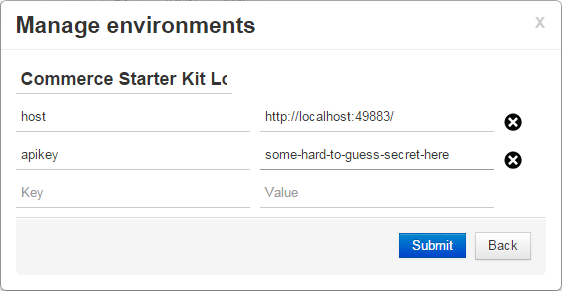 Manage environments x
Commerce Starter Kit Lo
host http://localhost:49883/
apikey some-hard-to-guess-secret-here
Key Value
Submit Back